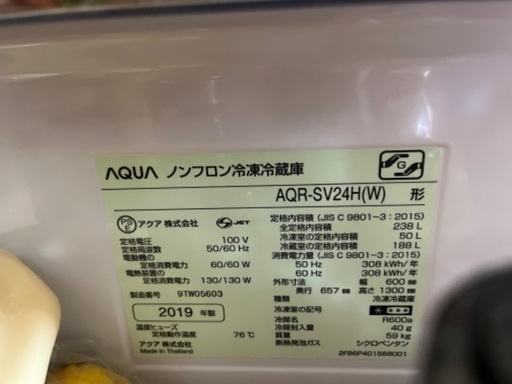 AQUA ノンフロン冷凍冷蔵庫
G
AQR-SV24H(W) 形
PS E アクア 株式会社 JET
定格電圧 100 V
定格周波数 50/60 Hz
電動機の
定格消費電力 60/60 W
電熱装置の
定格消費電力 130/130 W
製造番号 9TW05603
2019 年製
温度ヒューズ
定格動作温度 76℃
アクア 株式会社
Made in Thailand
定格内容積 (JIS C 9801-3 : 2015)
全定格内容積 238 L
冷凍室の定格内容積 50 L
冷蔵室の定格内容積 188 L
消費電力量 (JIS C 9801-3 : 2015)
50 Hz 308 kWh/ 年
60 Hz 308 kWh/ 年
外形寸法 幅 600 mm
奥行 657 mm 高さ 1300 mm
種類 冷凍冷蔵庫
冷凍室の記号
冷媒名 R600a
冷媒封入量 40 g
質量 59 kg
断熱発泡ガス シクロペンタン
2FB6P401568001